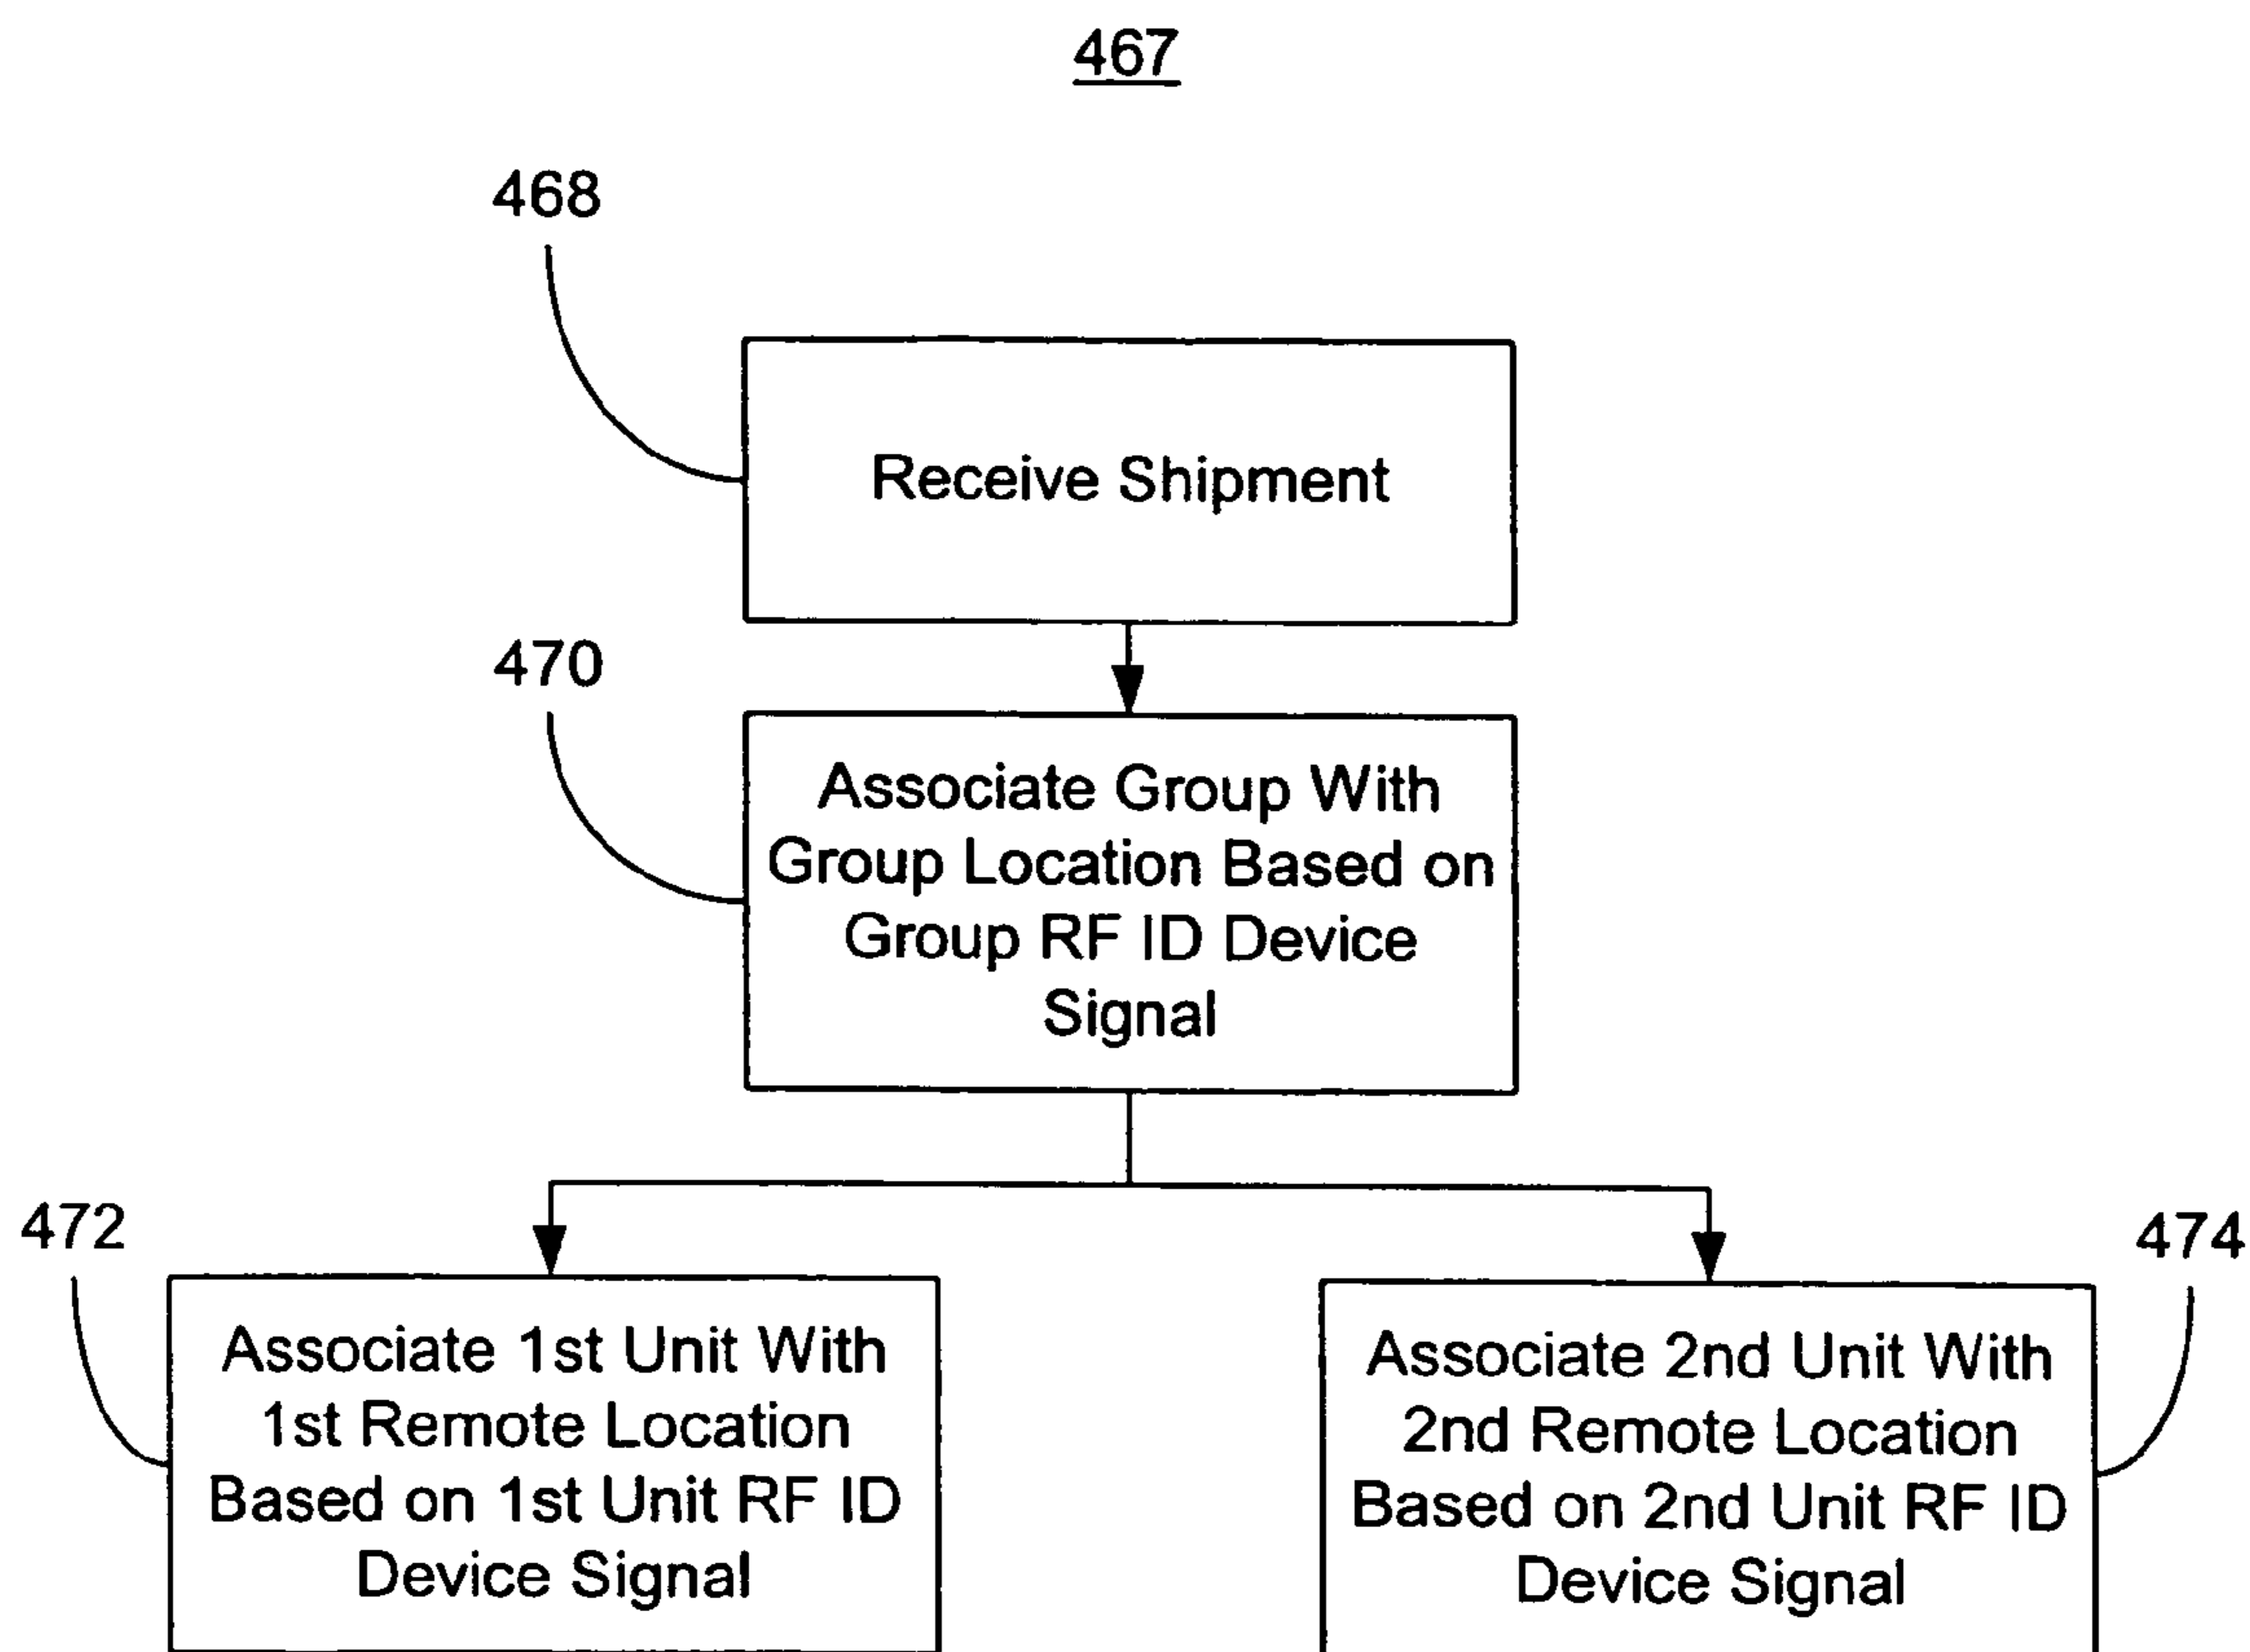 467
468
Receive Shipment
470
Associate Group With
Group Location Based on
Group RF ID Device
Signal
472
Associate 1st Unit With
1st Remote Location
Based on 1st Unit RF ID
Device Signal
474
Associate 2nd Unit With
2nd Remote Location
Based on 2nd Unit RF ID
Device Signal